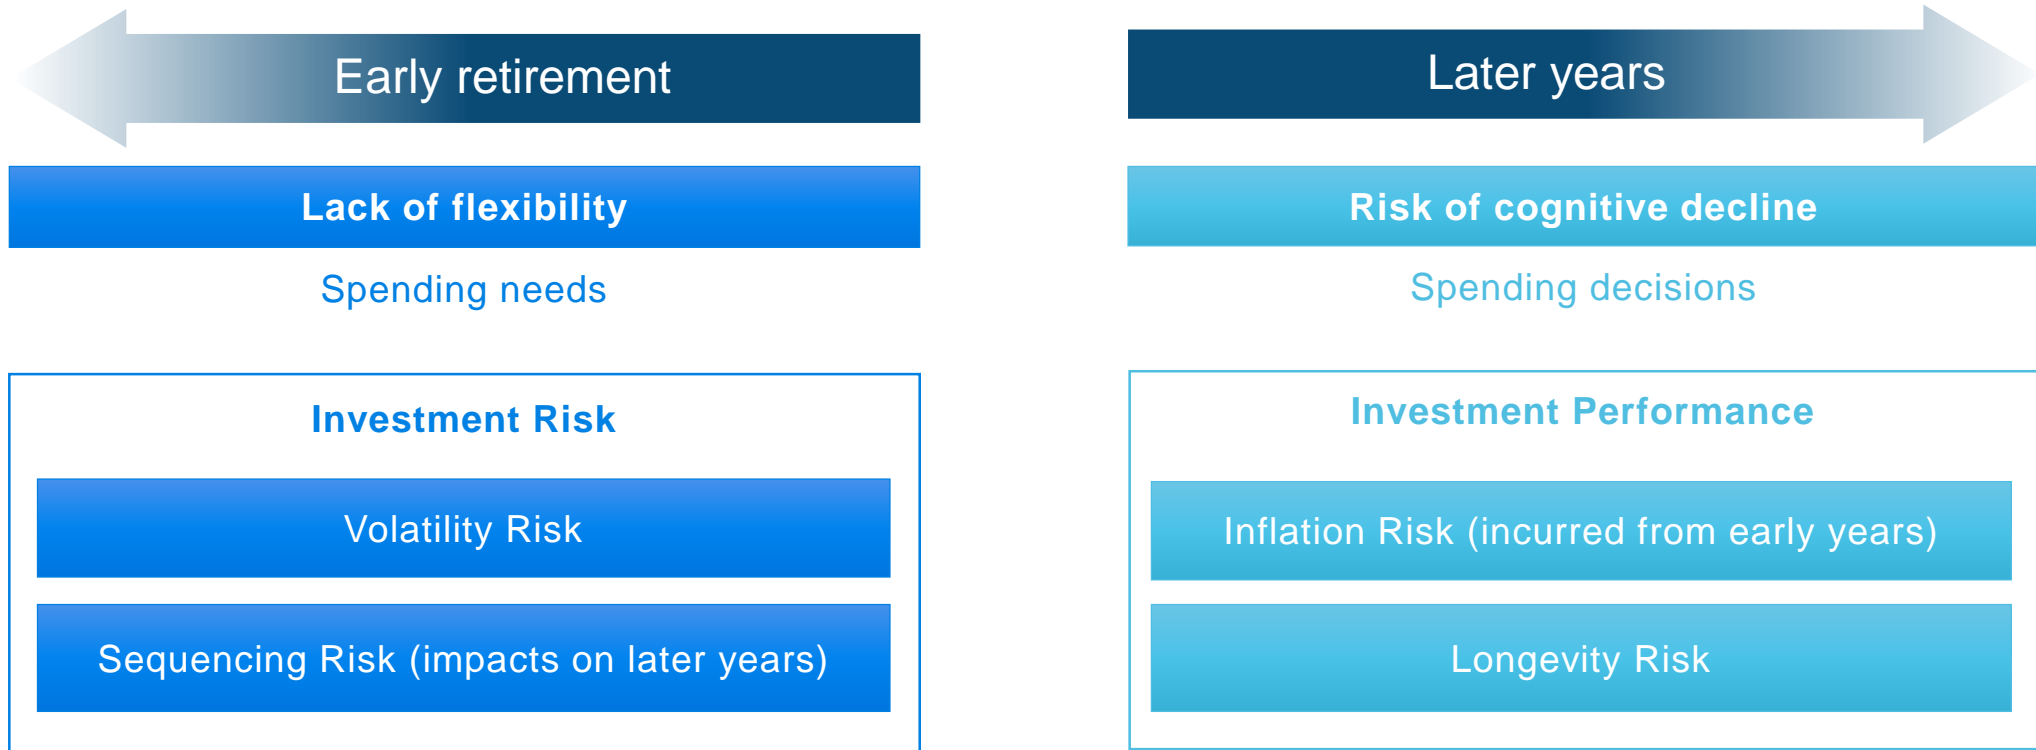 Early retirement
Lack of flexibility
Spending needs
Investment Risk
Volatility Risk
Sequencing Risk (impacts on later years)
Later years
Risk of cognitive decline
Spending decisions
Investment Performance
Inflation Risk (incurred from early years)
Longevity Risk